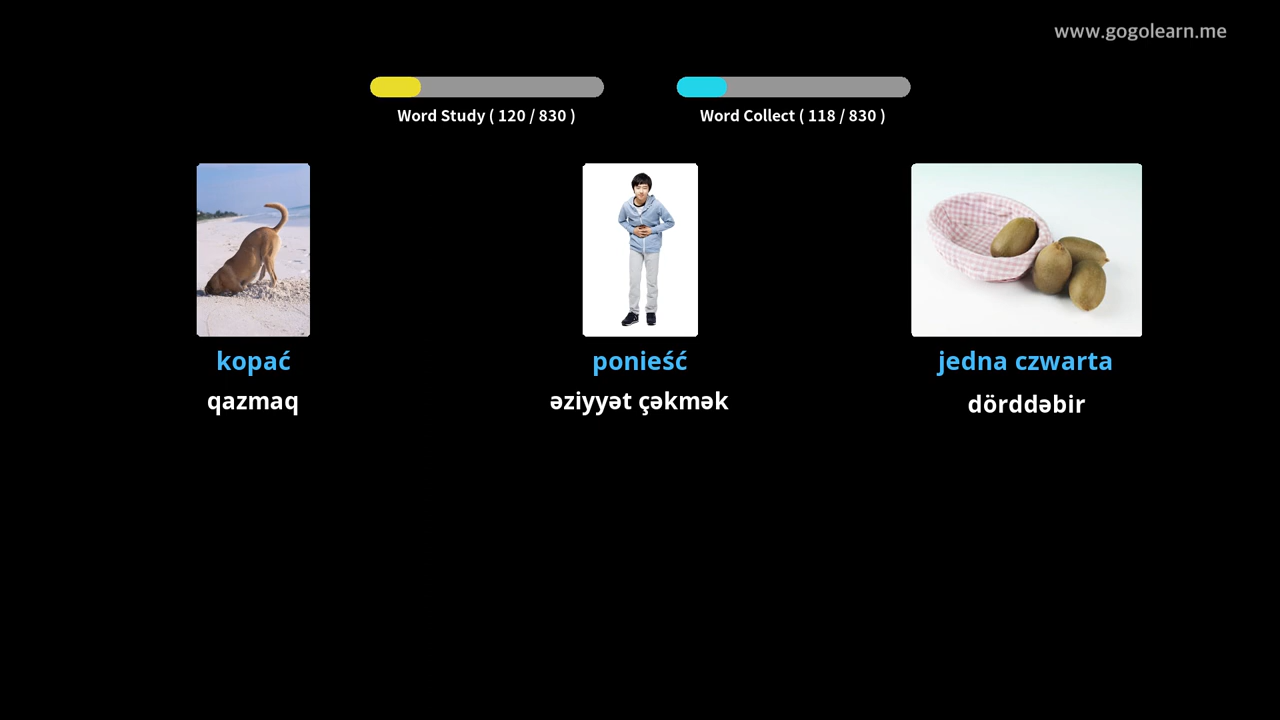 www.gogolearn.me
Word Study ( 120 / 830 )
Word Collect ( 118 / 830 )
kopać
ponieść
jedna czwarta
qazmaq
əziyyət çəkmək
dörddəbir